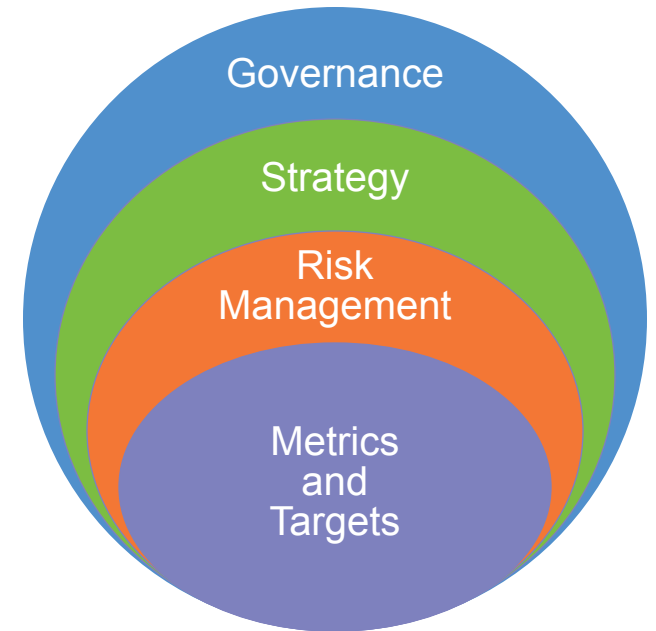 Governance
Strategy
Risk
Management
Metrics
and
Targets